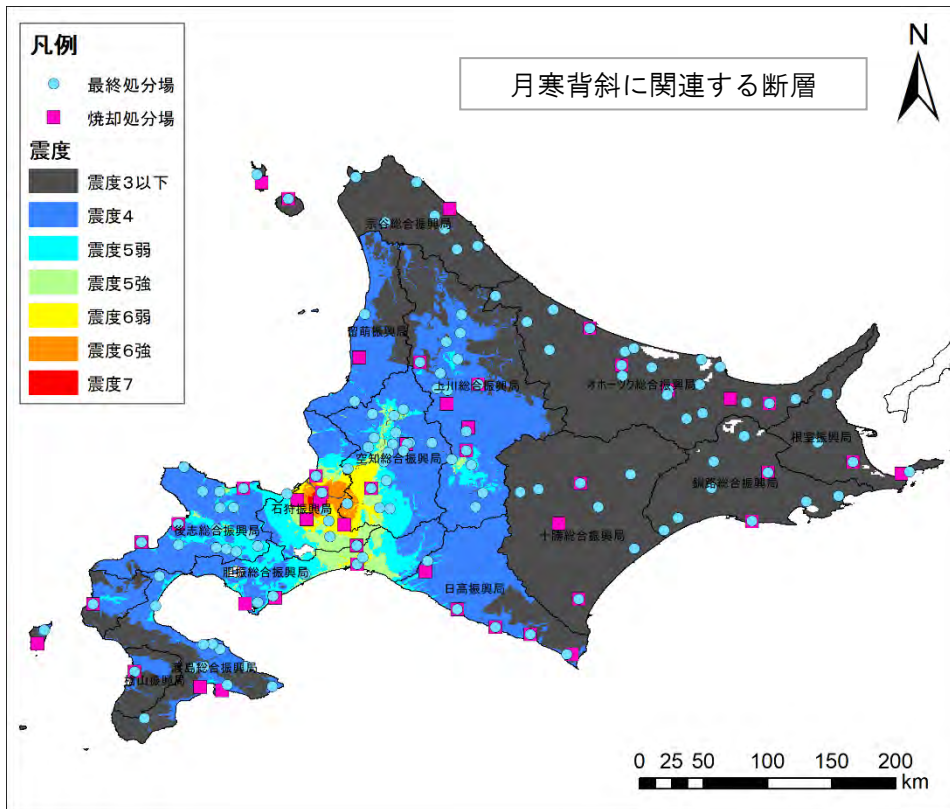 凡例
最終処分場
焼却処分場
震度
震度3以下
震度4
震度5弱
震度5強
震度6弱
震度6強
震度7
月寒背斜に関連する断層
N
宗谷総合振興局
留萌振興局
上川総合振興局
オホーツク総合振興局
根室振興局
空知総合振興局
釧路総合振興局
石狩振興局
十勝総合振興局
後志総合振興局
胆振総合振興局
日高振興局
渡島総合振興局
檜山振興局
0 25 50 100 150 200
km